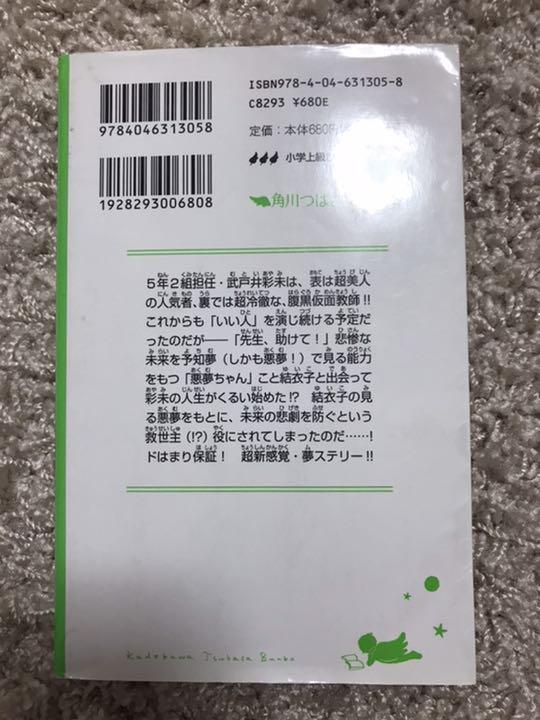 ISBN978-4-04-631305-8
C8293 ¥680E
9784046313058
定価:本体680円
小学上級
1928293006808
角川つばさ
5年2組担任・武戸井彩未は、表は超美人
の人気者、裏では超冷徹な、腹黒仮面教師!!
これからも「いい人」を演じ続ける予定だ
ったのだが――「先生、助けて!」悲惨な
未来を予知夢(しかも悪夢!)で見る能力
をもつ「悪夢ちゃん」こと結衣子と出会って
彩未の人生がくるい始めた!? 結衣子の見
る悪夢をもとに、未来の悲劇を防ぐという
救世主(!?)役にされてしまったのだ……!
ドはまり保証! 超新感覚・夢ステリー!!
Kadokawa Tsubasa Bunko